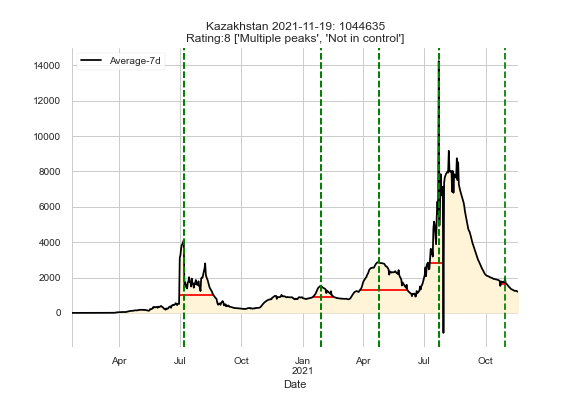 Kazakhstan 2021-11-19: 1044635
Rating:8 ['Multiple peaks', 'Not in control']
Average-7d
14000
12000
10000
8000
6000
4000
2000
0
Apr Jul Oct Jan Apr Jul Oct
2021
Date